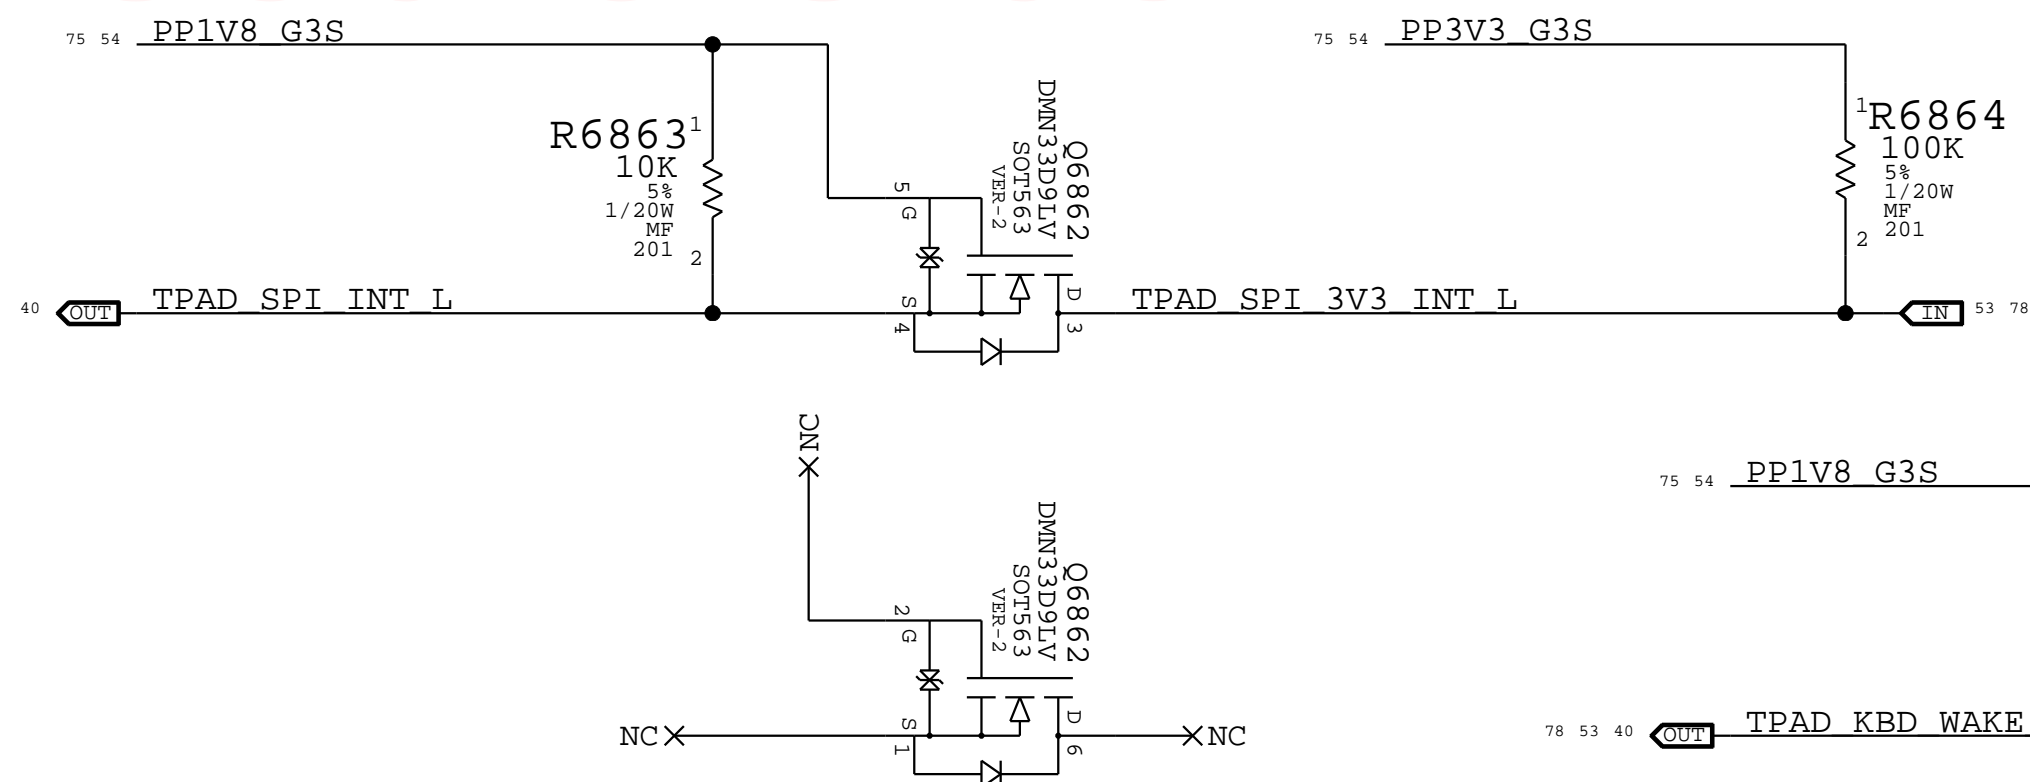 75 54 PP1V8_G3S
75 54 PP3V3_G3S
R6863 1
10K
5%
1/20W
MF
201
2
5
G
Q6862
DMN33D9LV
SOT563
VER-2
1 R6864
100K
5%
1/20W
MF
201
2
40 OUT TPAD_SPI_INT_L
S
4
D
3
TPAD_SPI_3V3_INT_L
IN 53 78
NC
75 54 PP1V8_G3S
2
G
Q6862
DMN33D9LV
SOT563
VER-2
NC
S
1
D
6
NC
78 53 40 OUT TPAD_KBD_WAKE